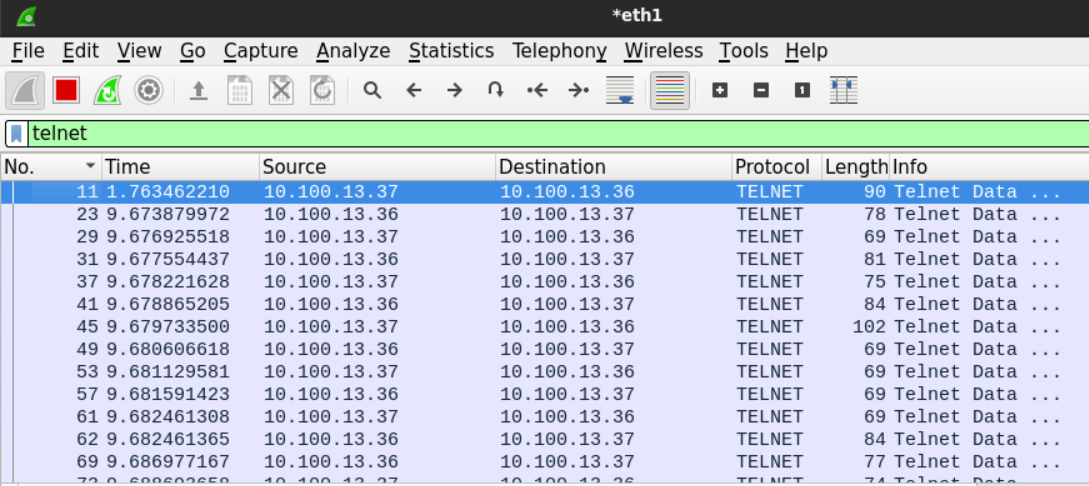 *eth1
File Edit View Go Capture Analyze Statistics Telephony Wireless Tools Help
telnet
No. Time Source Destination Protocol Length Info
11 1.763462210 10.100.13.37 10.100.13.36 TELNET 90 Telnet Data ...
23 9.673879972 10.100.13.36 10.100.13.37 TELNET 78 Telnet Data ...
29 9.676925518 10.100.13.37 10.100.13.36 TELNET 69 Telnet Data ...
31 9.677554437 10.100.13.36 10.100.13.37 TELNET 81 Telnet Data ...
37 9.678221628 10.100.13.37 10.100.13.36 TELNET 75 Telnet Data ...
41 9.678865205 10.100.13.36 10.100.13.37 TELNET 84 Telnet Data ...
45 9.679733500 10.100.13.37 10.100.13.36 TELNET 102 Telnet Data ...
49 9.680606618 10.100.13.36 10.100.13.37 TELNET 69 Telnet Data ...
53 9.681129581 10.100.13.37 10.100.13.36 TELNET 69 Telnet Data ...
57 9.681591423 10.100.13.36 10.100.13.37 TELNET 69 Telnet Data ...
61 9.682461308 10.100.13.37 10.100.13.36 TELNET 69 Telnet Data ...
62 9.682461365 10.100.13.36 10.100.13.37 TELNET 84 Telnet Data ...
69 9.686977167 10.100.13.36 10.100.13.37 TELNET 77 Telnet Data ...